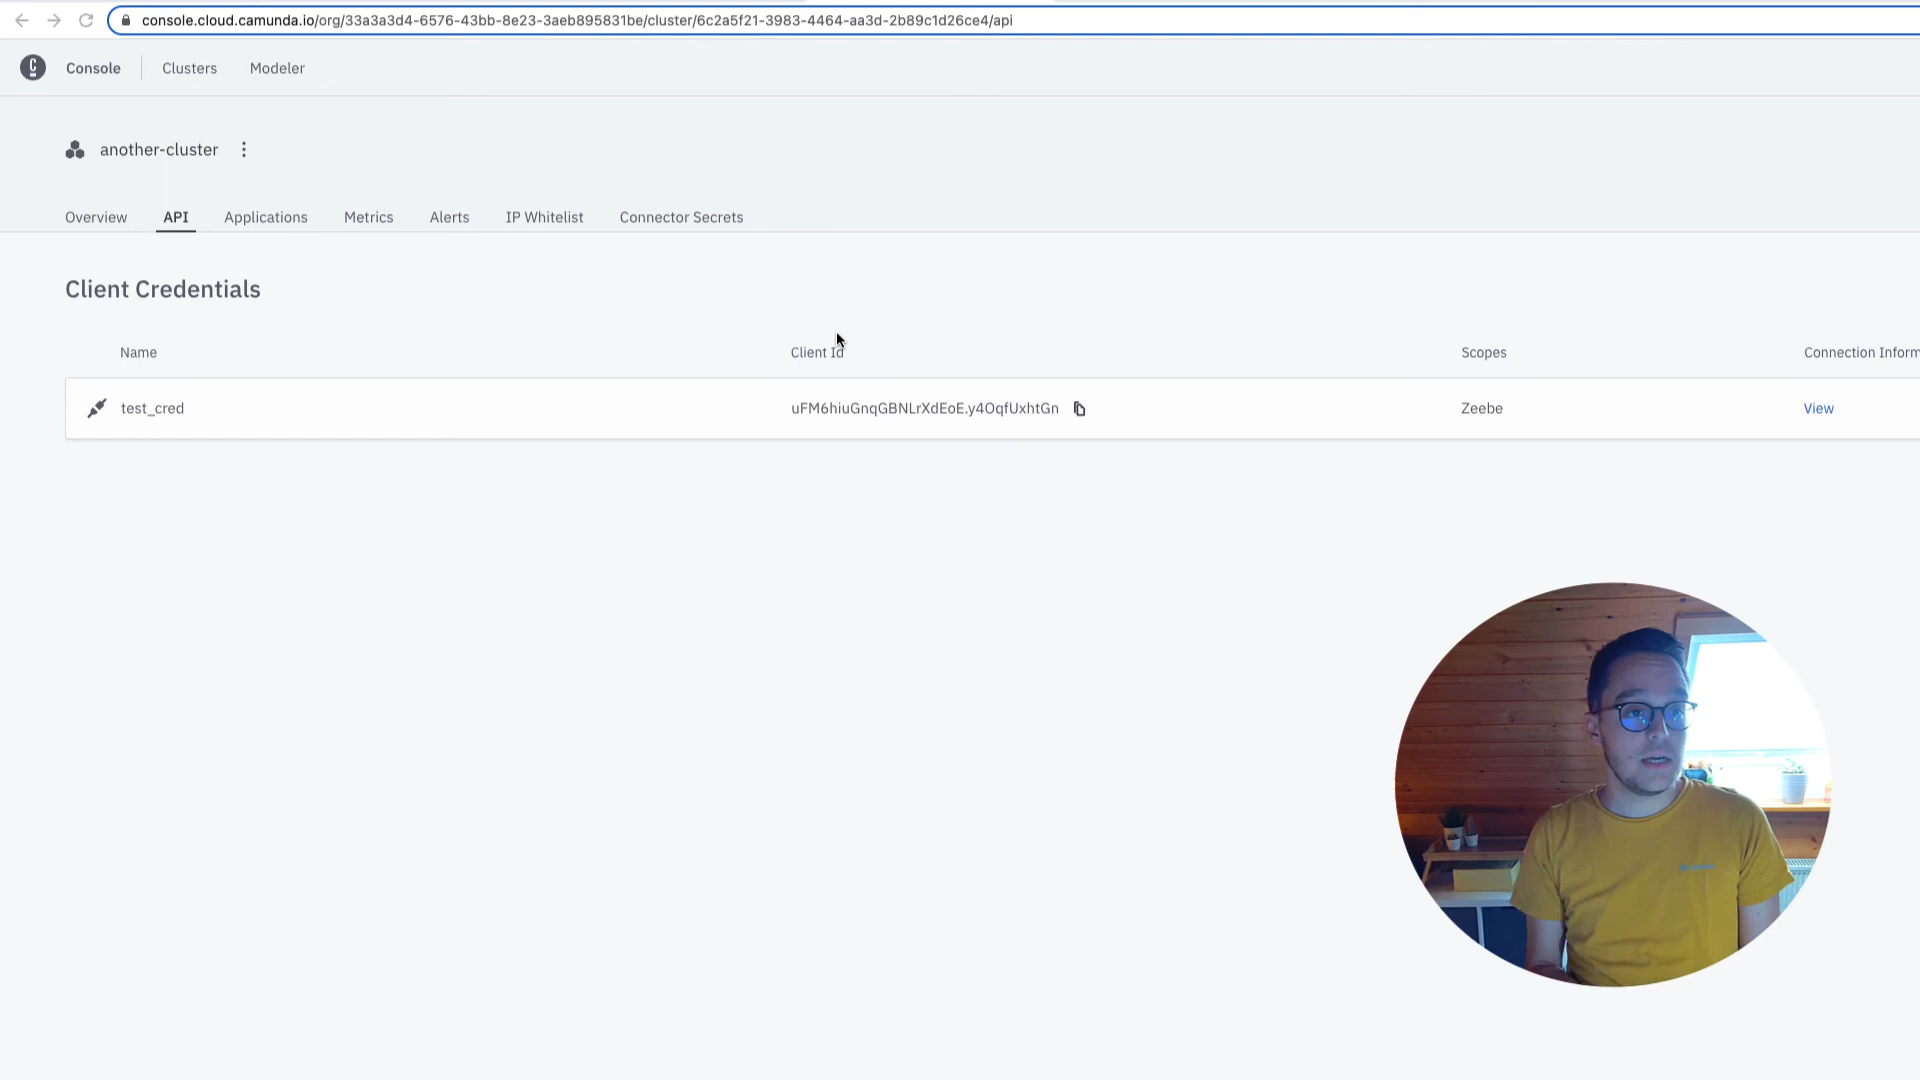 console.cloud.camunda.io/org/33a3a3d4-6576-43bb-8e23-3aeb895831be/cluster/6c2a5f21-3983-4464-aa3d-2b89c1d26ce4/api
Console Clusters Modeler
another-cluster
Overview API Applications Metrics Alerts IP Whitelist Connector Secrets
Client Credentials
Name Client Id Scopes Connection Inform
test_cred uFM6hiuGnqGBNLrXdEoE.y4OqfUxhtGn Zeebe View